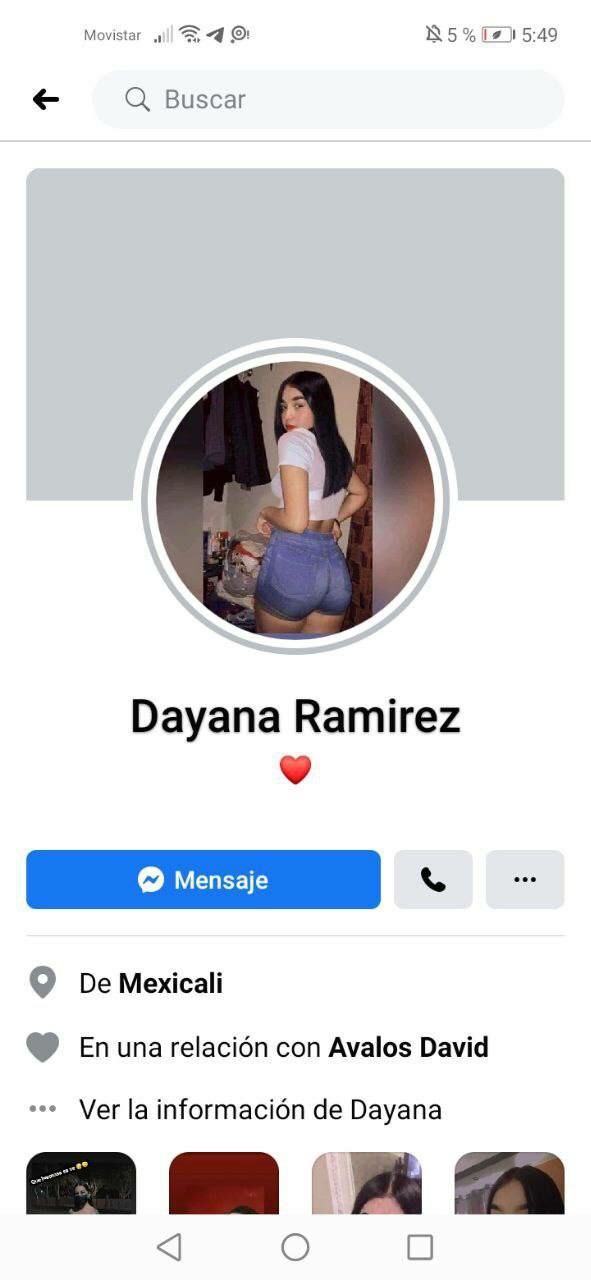 Movistar 5 % 5:49
Buscar
Dayana Ramirez
Mensaje
De Mexicali
En una relación con Avalos David
Ver la información de Dayana